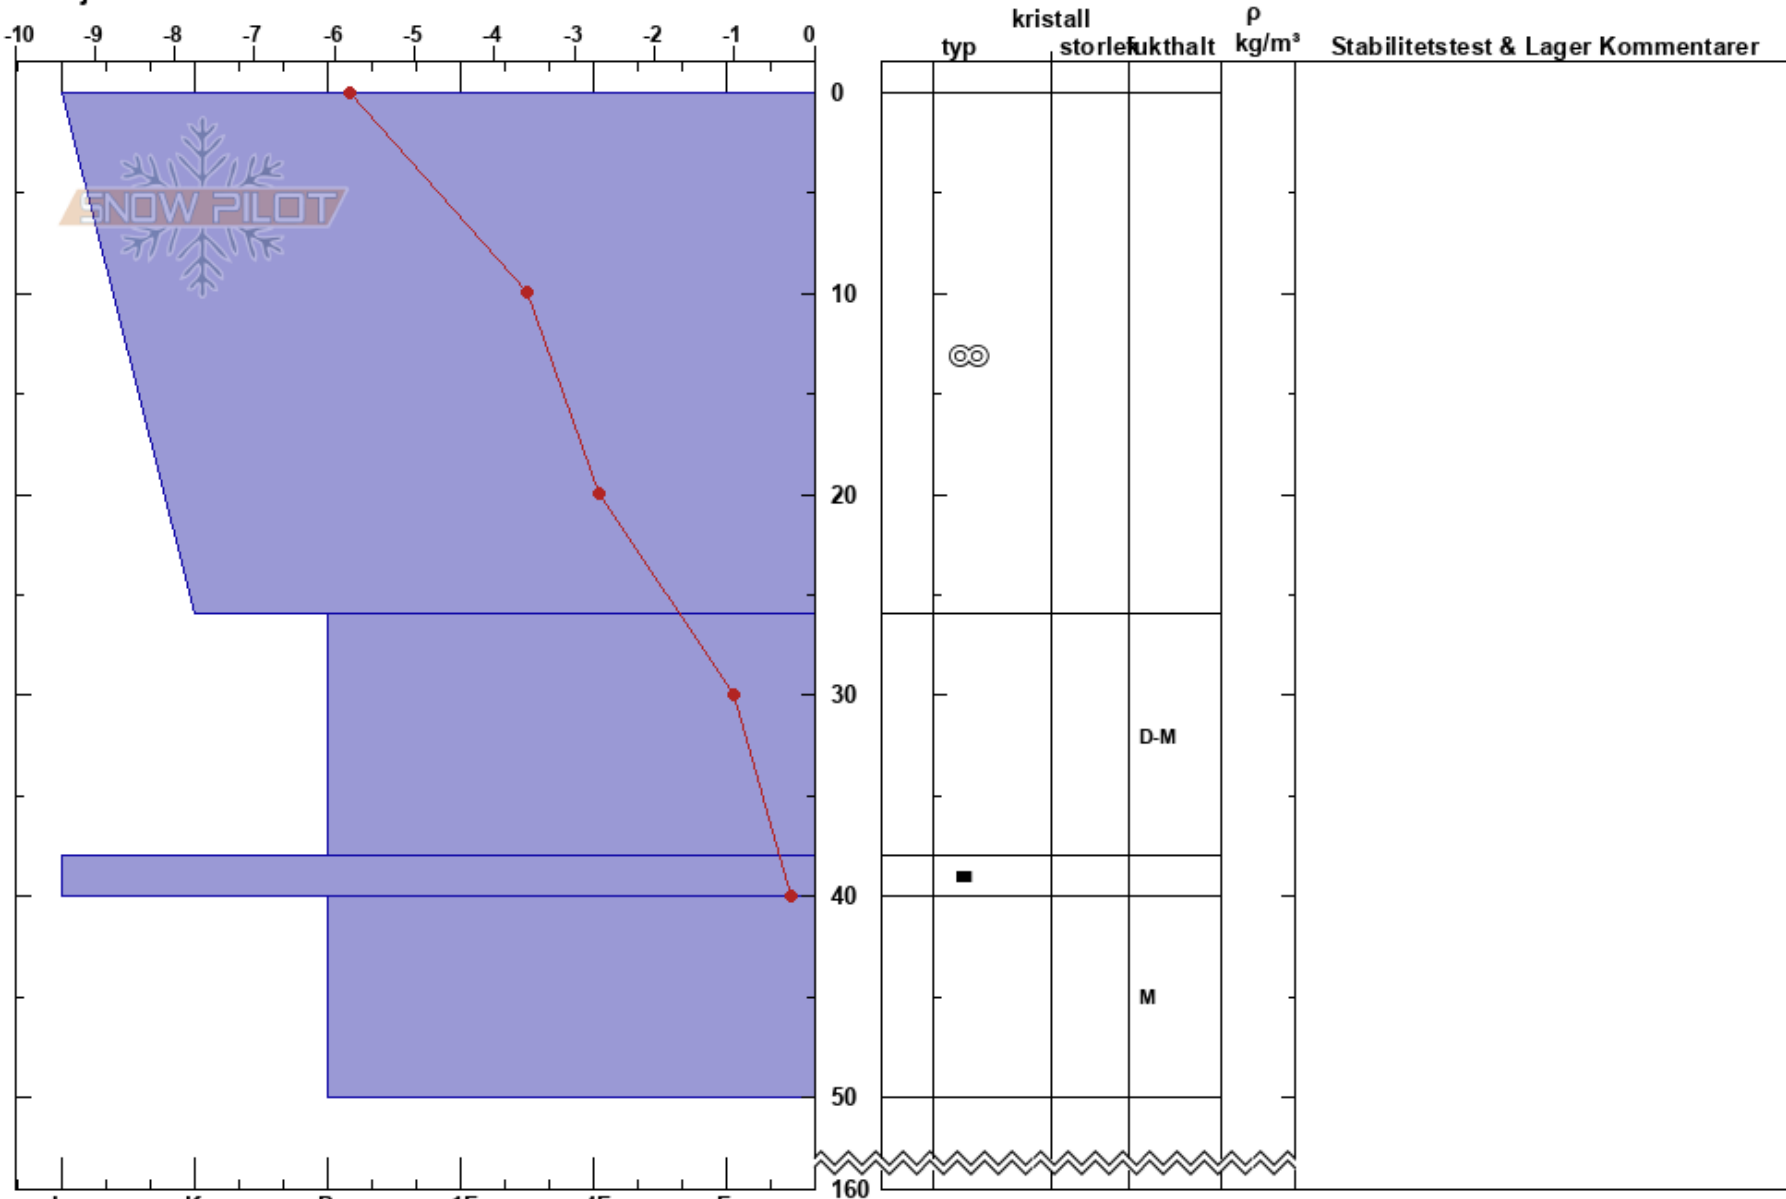 kristall ρ
-10 -9 -8 -7 -6 -5 -4 -3 -2 -1 0 typ storlek fukthalt kg/m³ Stabilitetstest & Lager Kommentarer
0
SNOW PILOT
10
20
30
D-M
40
M
50
160